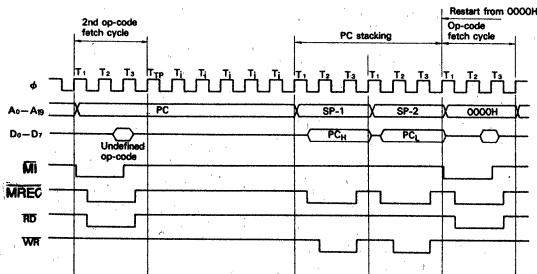 2nd op-code
fetch cycle
PC stacking
Restart from 0000H
Op-code
fetch cycle
T1 T2 T3 TTP Ti Ti Ti Ti Ti T1 T2 T3 T1 T2 T3 T1 T2 T3
φ
A0—A19 PC SP-1 SP-2 0000H
D0—D7 PCH PCL
Undefined
op-code
MI
MREC
RD
WR